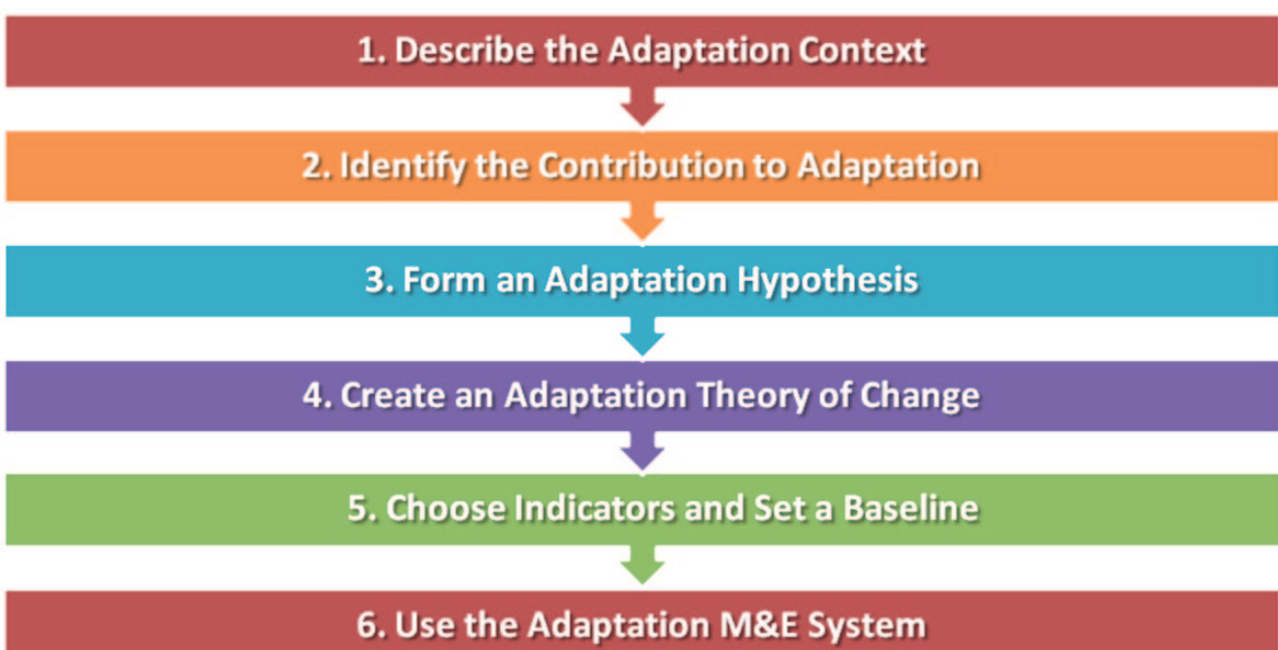 1. Describe the Adaptation Context
2. Identify the Contribution to Adaptation
3. Form an Adaptation Hypothesis
4. Create an Adaptation Theory of Change
5. Choose Indicators and Set a Baseline
6. Use the Adaptation M&E System